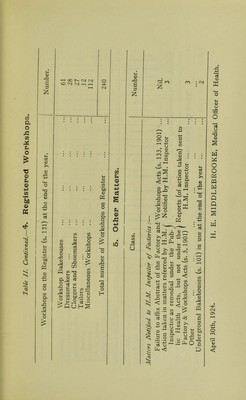 Table II. Continued.—4. Registered Workshops.
Workshops on the Register (s. 131) at the end of the year. Number.
Workshop Bakehouses ... ... ... 61
Dressmakers ... ... ... 28
Cloggers and Shoemakers ... ... ... 27
Tailors ... ... ... 12
Miscellaneous Workshops ... ... ... 112
Total number of Workshops on Register ... 240
5. Other Matters.
Class. Number.
Matters Notified to H.M. Inspector of Factories :—
Failure to affix Abstract of the Factory and Workshops Acts (s. 133, 1901) ... Nil.
Action taken in matters referred by H.M. { Notified by H.M. Inspector ... 3
Inspector as remedial under the Pub-
lic Health Acts, but not under the { Reports (of action taken) sent to
Factory & Workshops Acts (s. 5, 1901) H.M. Inspector ... 3
Other ... ... ...
Underground Bakehouses (s. 101) in use at the end of the year ... ... 2
April 30th, 1924. H. E. MIDDLEBROOKE, Medical Officer of Health.